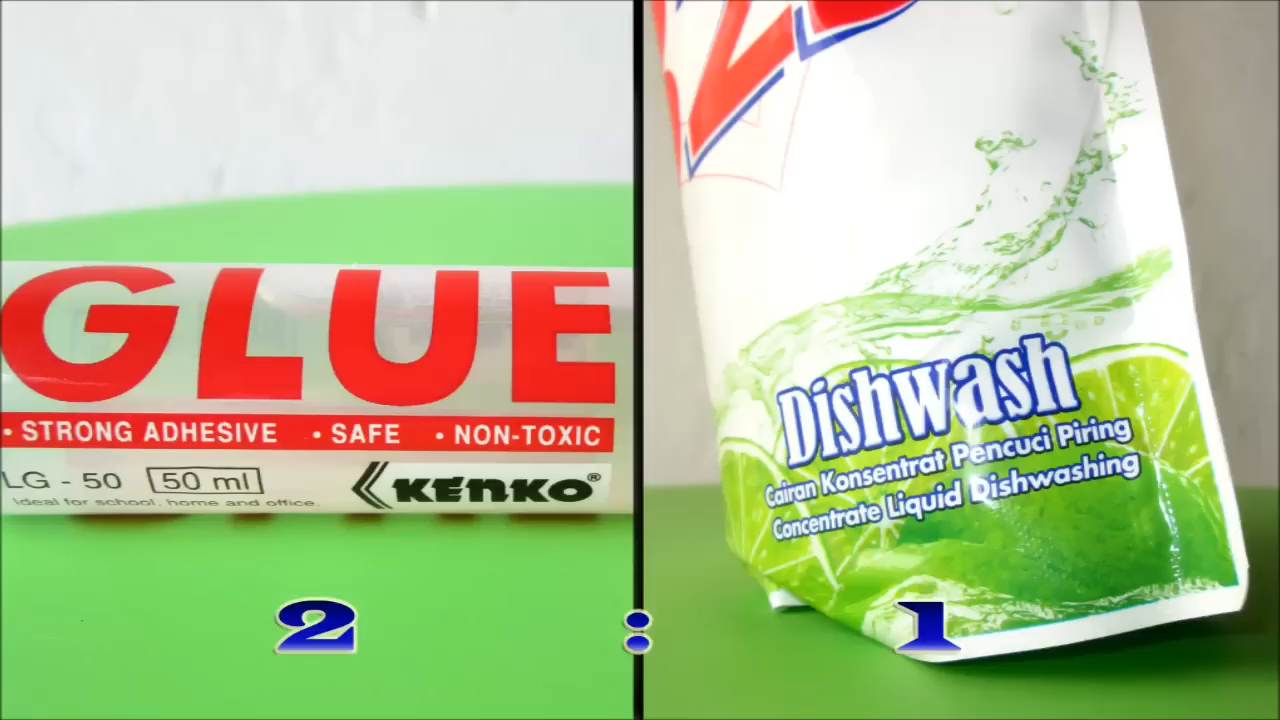 GLUE
• STRONG ADHESIVE • SAFE • NON-TOXIC
LG - 50 50 ml
KENKO®
Ideal for school, home and office.
Dishwash
Cairan Konsentrat Pencuci Piring
Concentrate Liquid Dishwashing
2 : 1